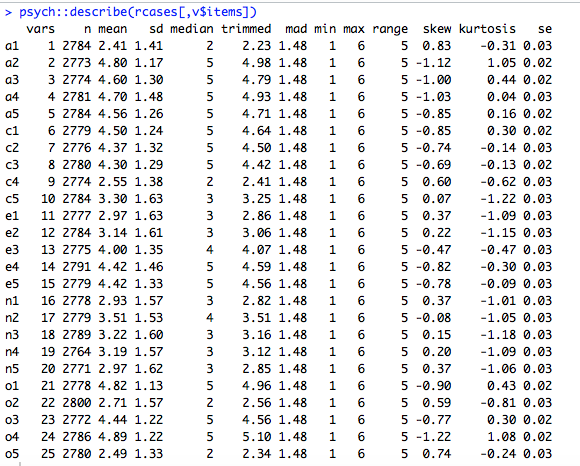 > psych::describe(rcases[,v$items])
vars n mean sd median trimmed mad min max range skew kurtosis se
a1 1 2784 2.41 1.41 2 2.23 1.48 1 6 5 0.83 -0.31 0.03
a2 2 2773 4.80 1.17 5 4.98 1.48 1 6 5 -1.12 1.05 0.02
a3 3 2774 4.60 1.30 5 4.79 1.48 1 6 5 -1.00 0.44 0.02
a4 4 2781 4.70 1.48 5 4.93 1.48 1 6 5 -1.03 0.04 0.03
a5 5 2784 4.56 1.26 5 4.71 1.48 1 6 5 -0.85 0.16 0.02
c1 6 2779 4.50 1.24 5 4.64 1.48 1 6 5 -0.85 0.30 0.02
c2 7 2776 4.37 1.32 5 4.50 1.48 1 6 5 -0.74 -0.14 0.03
c3 8 2780 4.30 1.29 5 4.42 1.48 1 6 5 -0.69 -0.13 0.02
c4 9 2774 2.55 1.38 2 2.41 1.48 1 6 5 0.60 -0.62 0.03
c5 10 2784 3.30 1.63 3 3.25 1.48 1 6 5 0.07 -1.22 0.03
e1 11 2777 2.97 1.63 3 2.86 1.48 1 6 5 0.37 -1.09 0.03
e2 12 2784 3.14 1.61 3 3.06 1.48 1 6 5 0.22 -1.15 0.03
e3 13 2775 4.00 1.35 4 4.07 1.48 1 6 5 -0.47 -0.47 0.03
e4 14 2791 4.42 1.46 5 4.59 1.48 1 6 5 -0.82 -0.30 0.03
e5 15 2779 4.42 1.33 5 4.56 1.48 1 6 5 -0.78 -0.09 0.03
n1 16 2778 2.93 1.57 3 2.82 1.48 1 6 5 0.37 -1.01 0.03
n2 17 2779 3.51 1.53 4 3.51 1.48 1 6 5 -0.08 -1.05 0.03
n3 18 2789 3.22 1.60 3 3.16 1.48 1 6 5 0.15 -1.18 0.03
n4 19 2764 3.19 1.57 3 3.12 1.48 1 6 5 0.20 -1.09 0.03
n5 20 2771 2.97 1.62 3 2.85 1.48 1 6 5 0.37 -1.06 0.03
o1 21 2778 4.82 1.13 5 4.96 1.48 1 6 5 -0.90 0.43 0.02
o2 22 2800 2.71 1.57 2 2.56 1.48 1 6 5 0.59 -0.81 0.03
o3 23 2772 4.44 1.22 5 4.56 1.48 1 6 5 -0.77 0.30 0.02
o4 24 2786 4.89 1.22 5 5.10 1.48 1 6 5 -1.22 1.08 0.02
o5 25 2780 2.49 1.33 2 2.34 1.48 1 6 5 0.74 -0.24 0.03